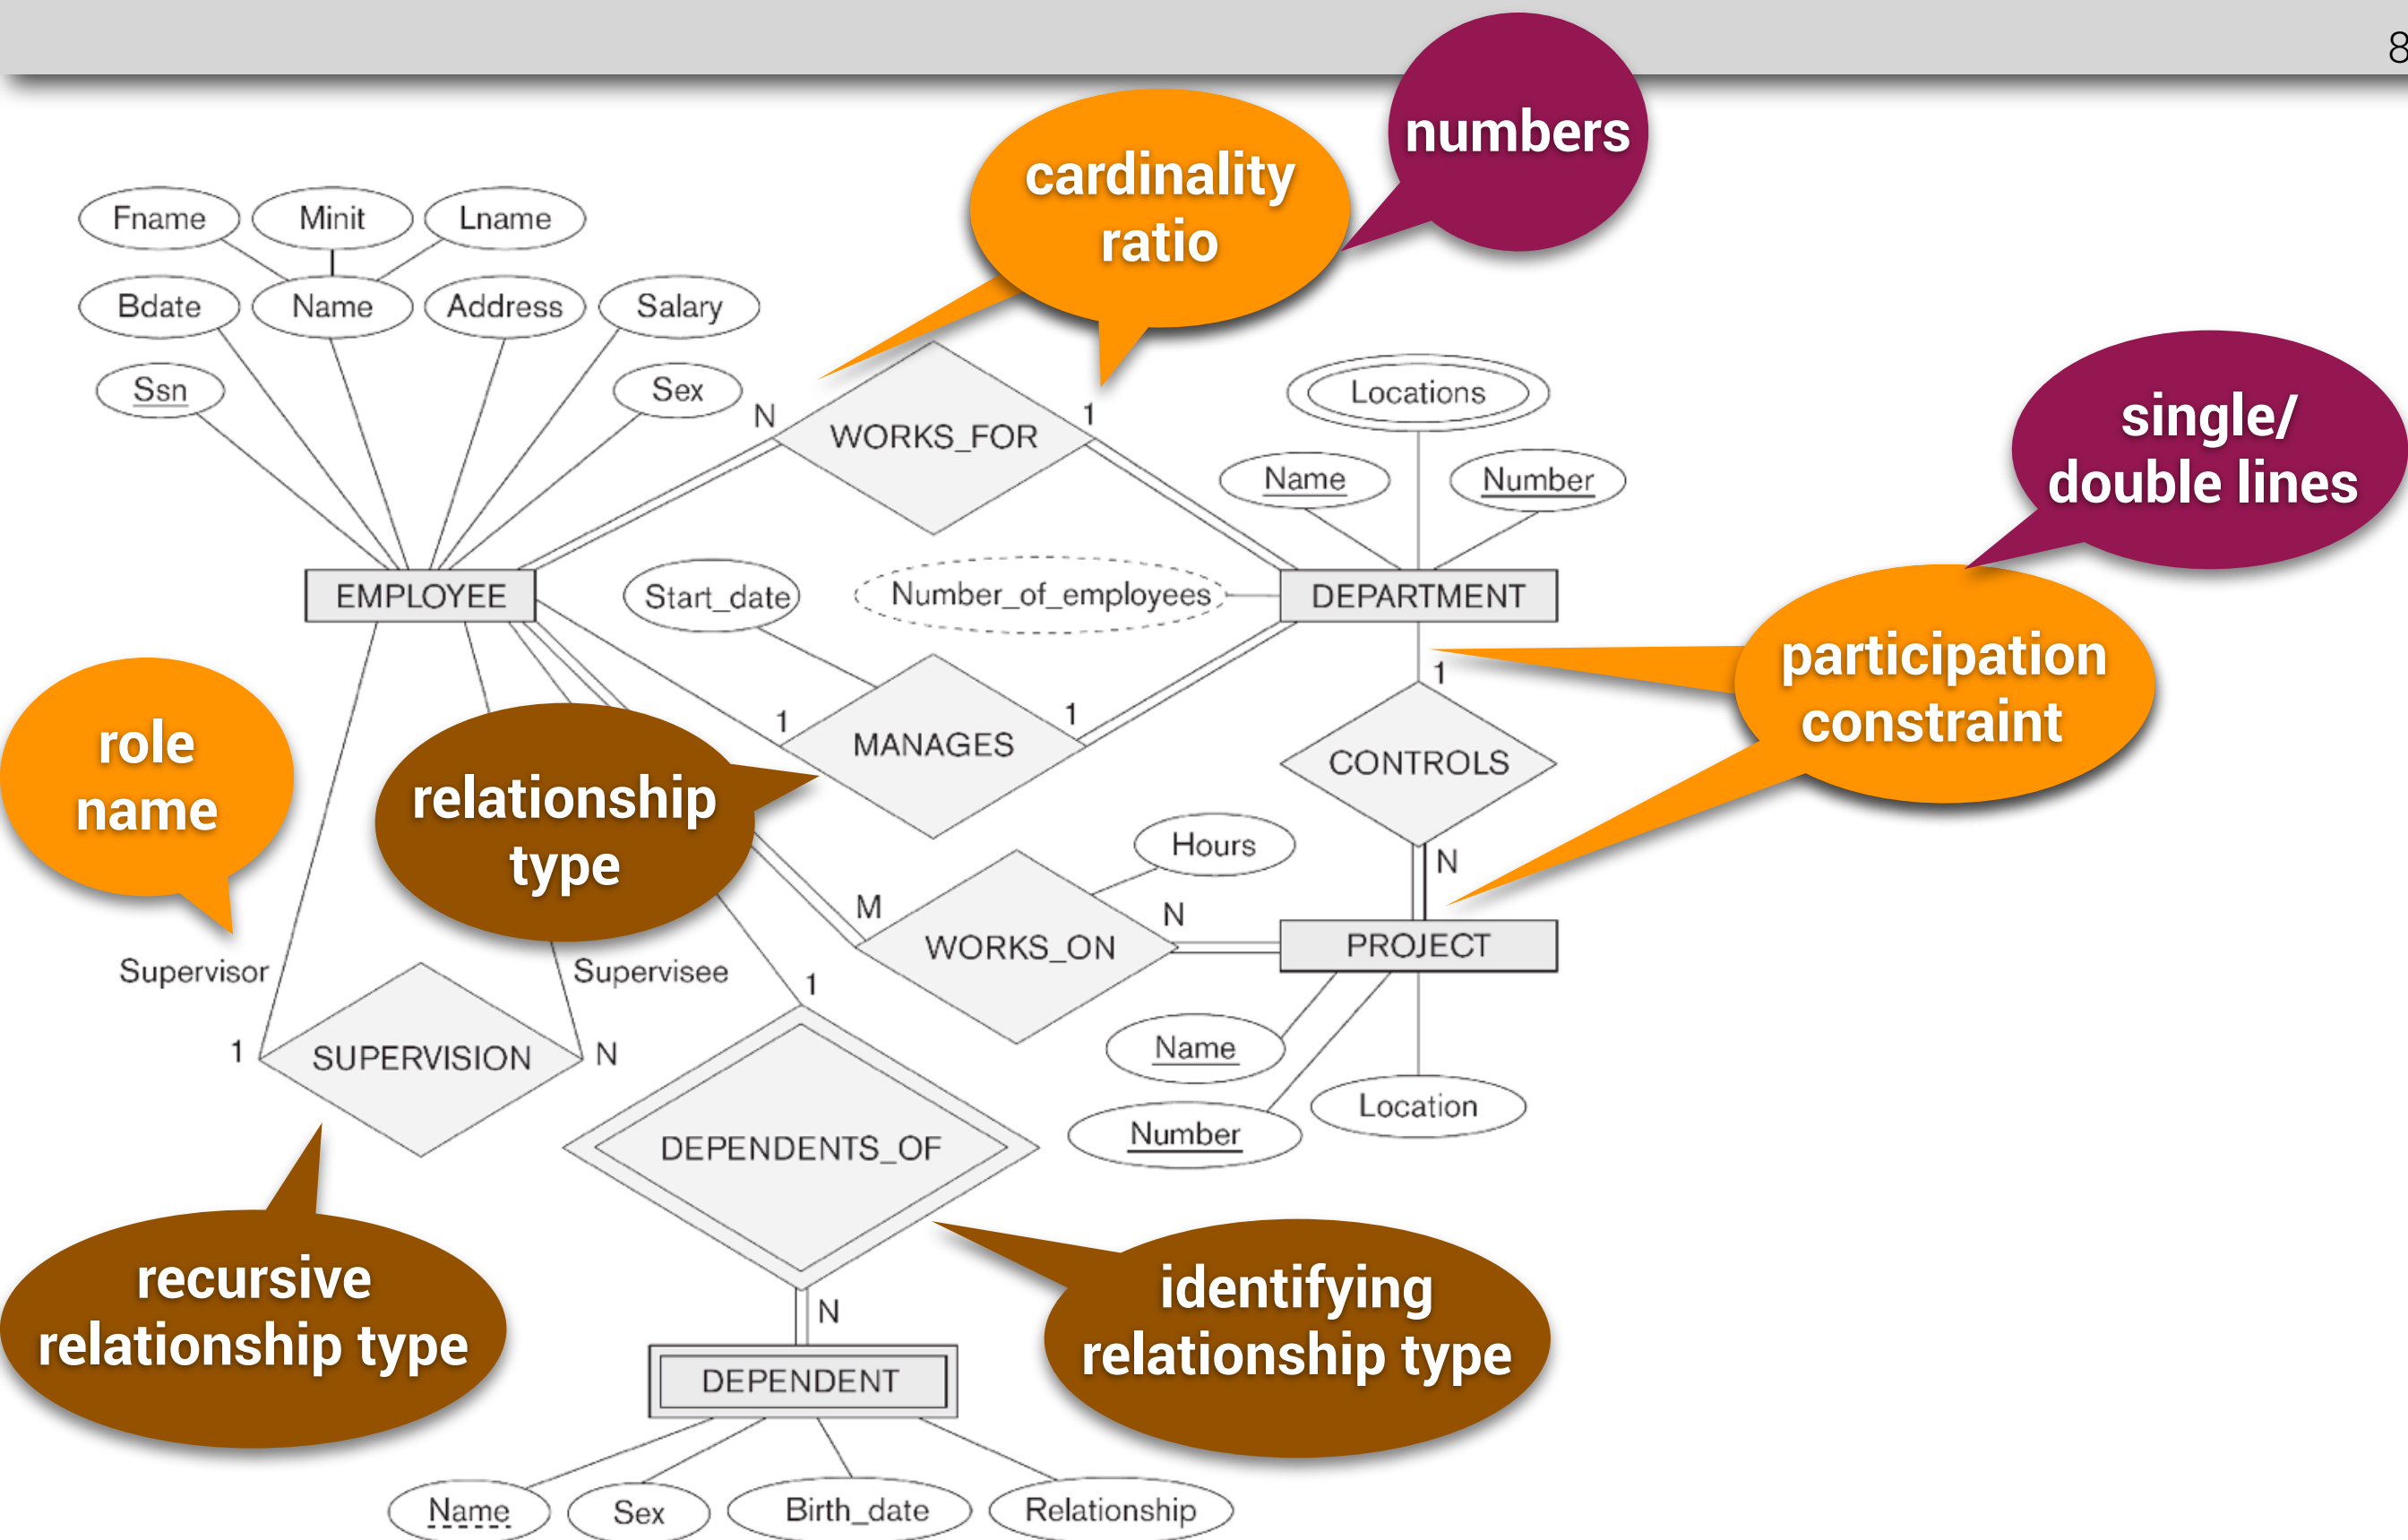 8
numbers
cardinality
ratio
Fname
Minit
Lname
Bdate
Name
Address
Salary
Ssn
Sex
N
WORKS_FOR
1
Locations
Name
Number
single/
double lines
EMPLOYEE
Start_date
Number_of_employees
DEPARTMENT
participation
constraint
1
role
name
relationship
type
1
MANAGES
1
CONTROLS
Hours
N
M
WORKS_ON
N
PROJECT
Supervisor
Supervisee
1
1
SUPERVISION
N
Name
Number
Location
DEPENDENTS_OF
recursive
relationship type
identifying
relationship type
N
DEPENDENT
Name
Sex
Birth_date
Relationship